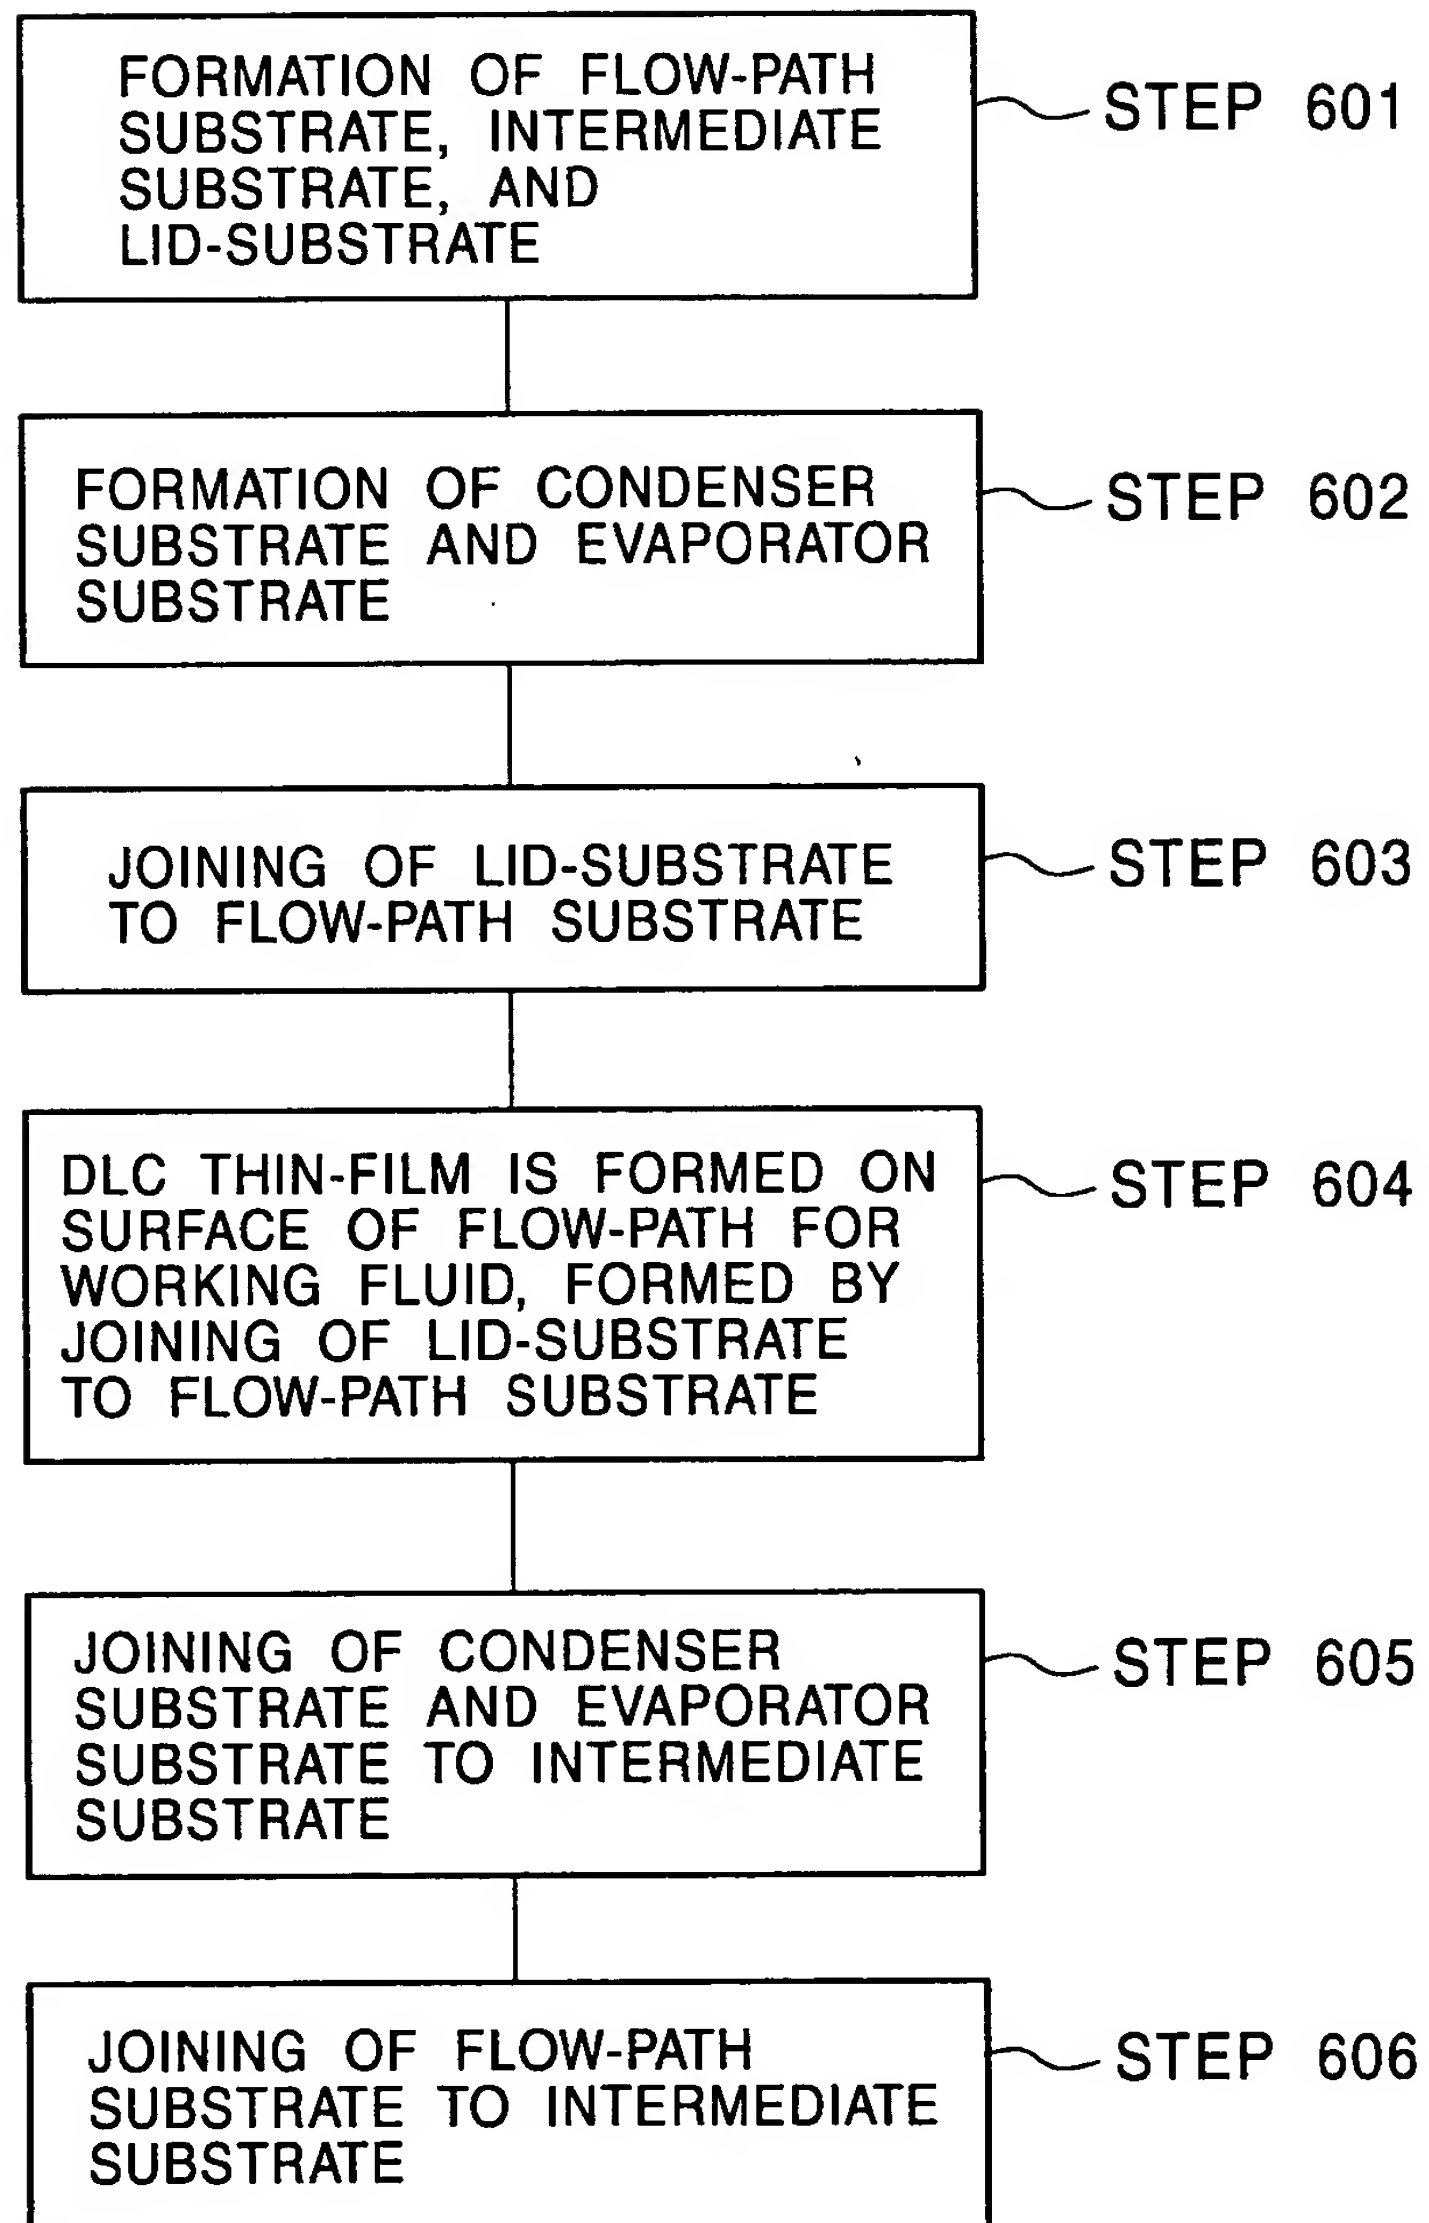 FORMATION OF FLOW-PATH
SUBSTRATE, INTERMEDIATE
SUBSTRATE, AND
LID-SUBSTRATE
STEP 601
FORMATION OF CONDENSER
SUBSTRATE AND EVAPORATOR
SUBSTRATE
STEP 602
JOINING OF LID-SUBSTRATE
TO FLOW-PATH SUBSTRATE
STEP 603
DLC THIN-FILM IS FORMED ON
SURFACE OF FLOW-PATH FOR
WORKING FLUID, FORMED BY
JOINING OF LID-SUBSTRATE
TO FLOW-PATH SUBSTRATE
STEP 604
JOINING OF CONDENSER
SUBSTRATE AND EVAPORATOR
SUBSTRATE TO INTERMEDIATE
SUBSTRATE
STEP 605
JOINING OF FLOW-PATH
SUBSTRATE TO INTERMEDIATE
SUBSTRATE
STEP 606